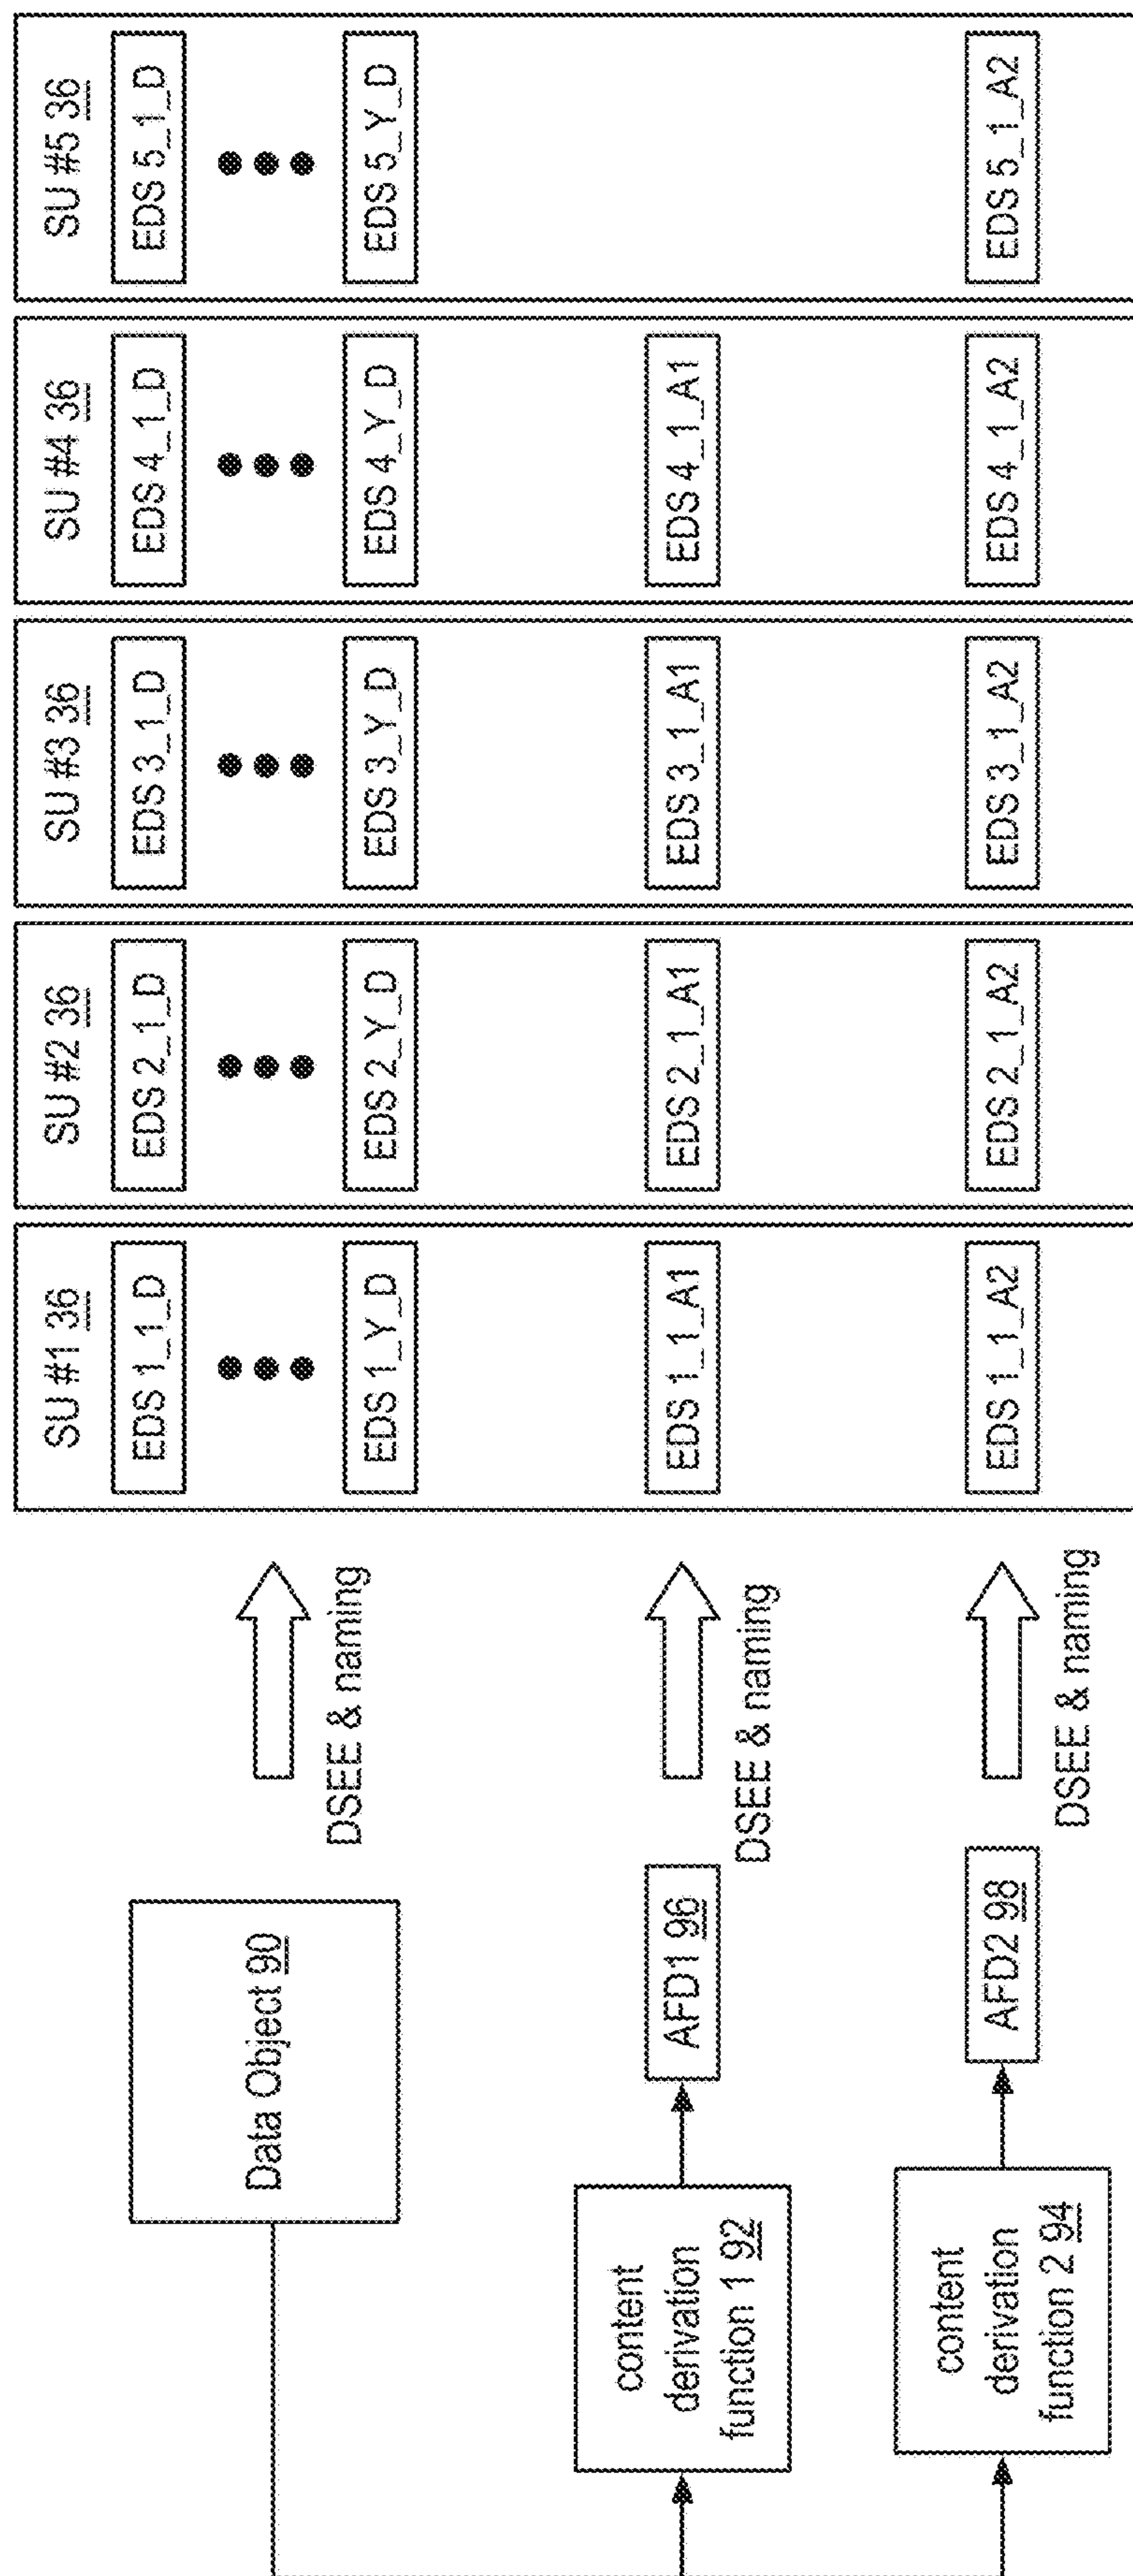 Data Object 90
DSEE & naming
content
derivation
function 1 92
AFD1 96
DSEE & naming
content
derivation
function 2 94
AFD2 98
DSEE & naming
SU #1 36
EDS 1_1_D
EDS 1_Y_D
EDS 1_1_A1
EDS 1_1_A2
SU #2 36
EDS 2_1_D
EDS 2_Y_D
EDS 2_1_A1
EDS 2_1_A2
SU #3 36
EDS 3_1_D
EDS 3_Y_D
EDS 3_1_A1
EDS 3_1_A2
SU #4 36
EDS 4_1_D
EDS 4_Y_D
EDS 4_1_A1
EDS 4_1_A2
SU #5 36
EDS 5_1_D
EDS 5_Y_D
EDS 5_1_A2